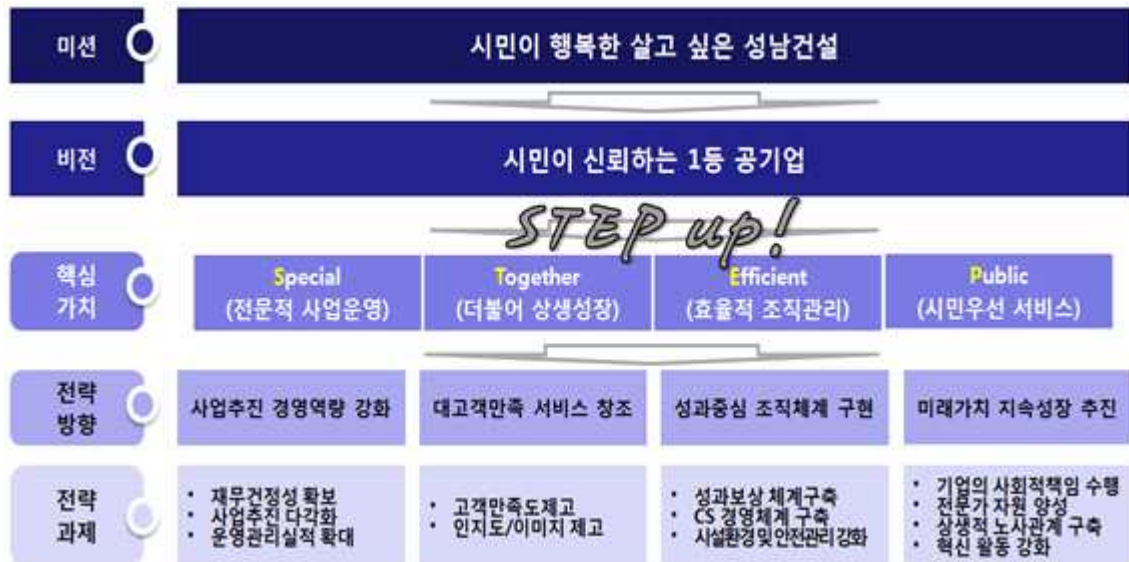 미션
시민이 행복한 살고 싶은 성남건설
비전
시민이 신뢰하는 1등 공기업
STEP up!
핵심
가치
Special
(전문적 사업운영)
Together
(더불어 상생성장)
Efficient
(효율적 조직관리)
Public
(시민우선 서비스)
전략
방향
사업추진 경영역량 강화
대고객만족 서비스 창조
성과중심 조직체계 구현
미래가치 지속성장 추진
전략
과제
• 재무건정성 확보
• 사업추진 다각화
• 운영관리실적 확대
• 고객만족도제고
• 인지도/이미지 제고
• 성과보상 체계구축
• CS 경영체계 구축
• 시설환경 및 안전관리 강화
• 기업의 사회적책임 수행
• 전문가 자원 양성
• 상생적 노사관계 구축
• 혁신 활동 강화